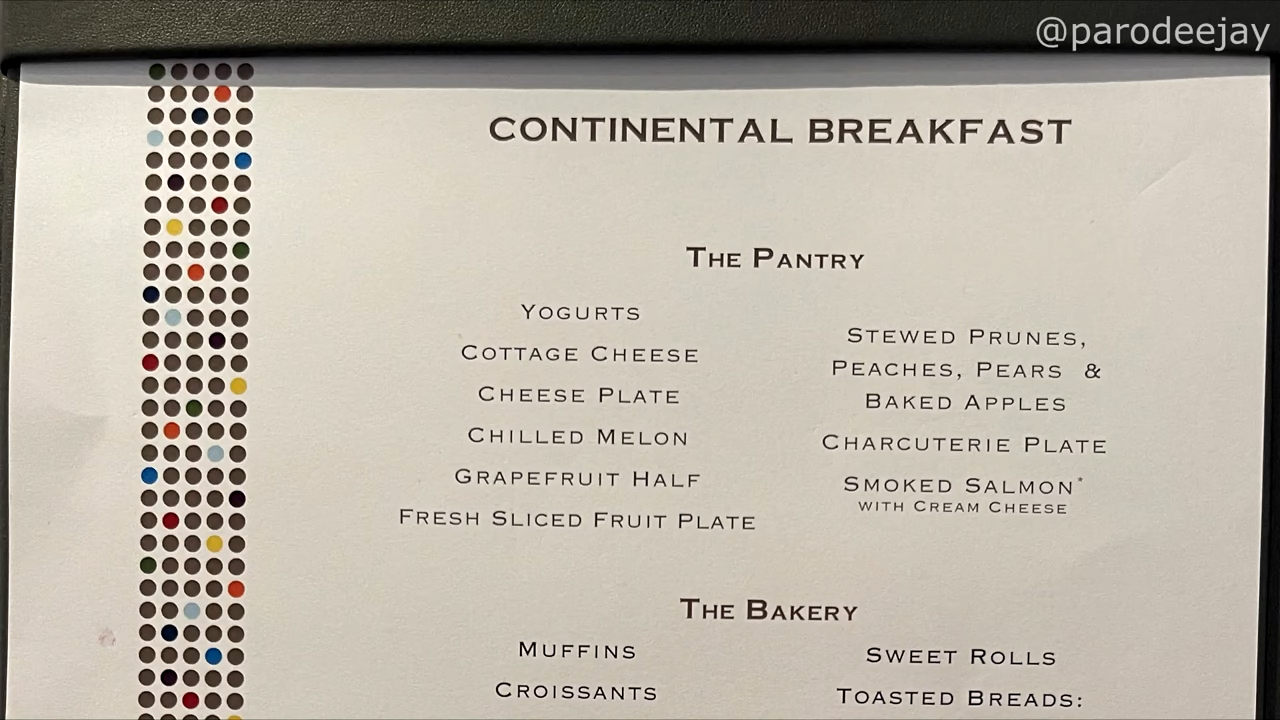 @parodeejay
CONTINENTAL BREAKFAST
THE PANTRY
YOGURTS
COTTAGE CHEESE
CHEESE PLATE
CHILLED MELON
GRAPEFRUIT HALF
FRESH SLICED FRUIT PLATE
STEWED PRUNES,
PEACHES, PEARS &
BAKED APPLES
CHARCUTERIE PLATE
SMOKED SALMON*
WITH CREAM CHEESE
THE BAKERY
MUFFINS
CROISSANTS
SWEET ROLLS
TOASTED BREADS: